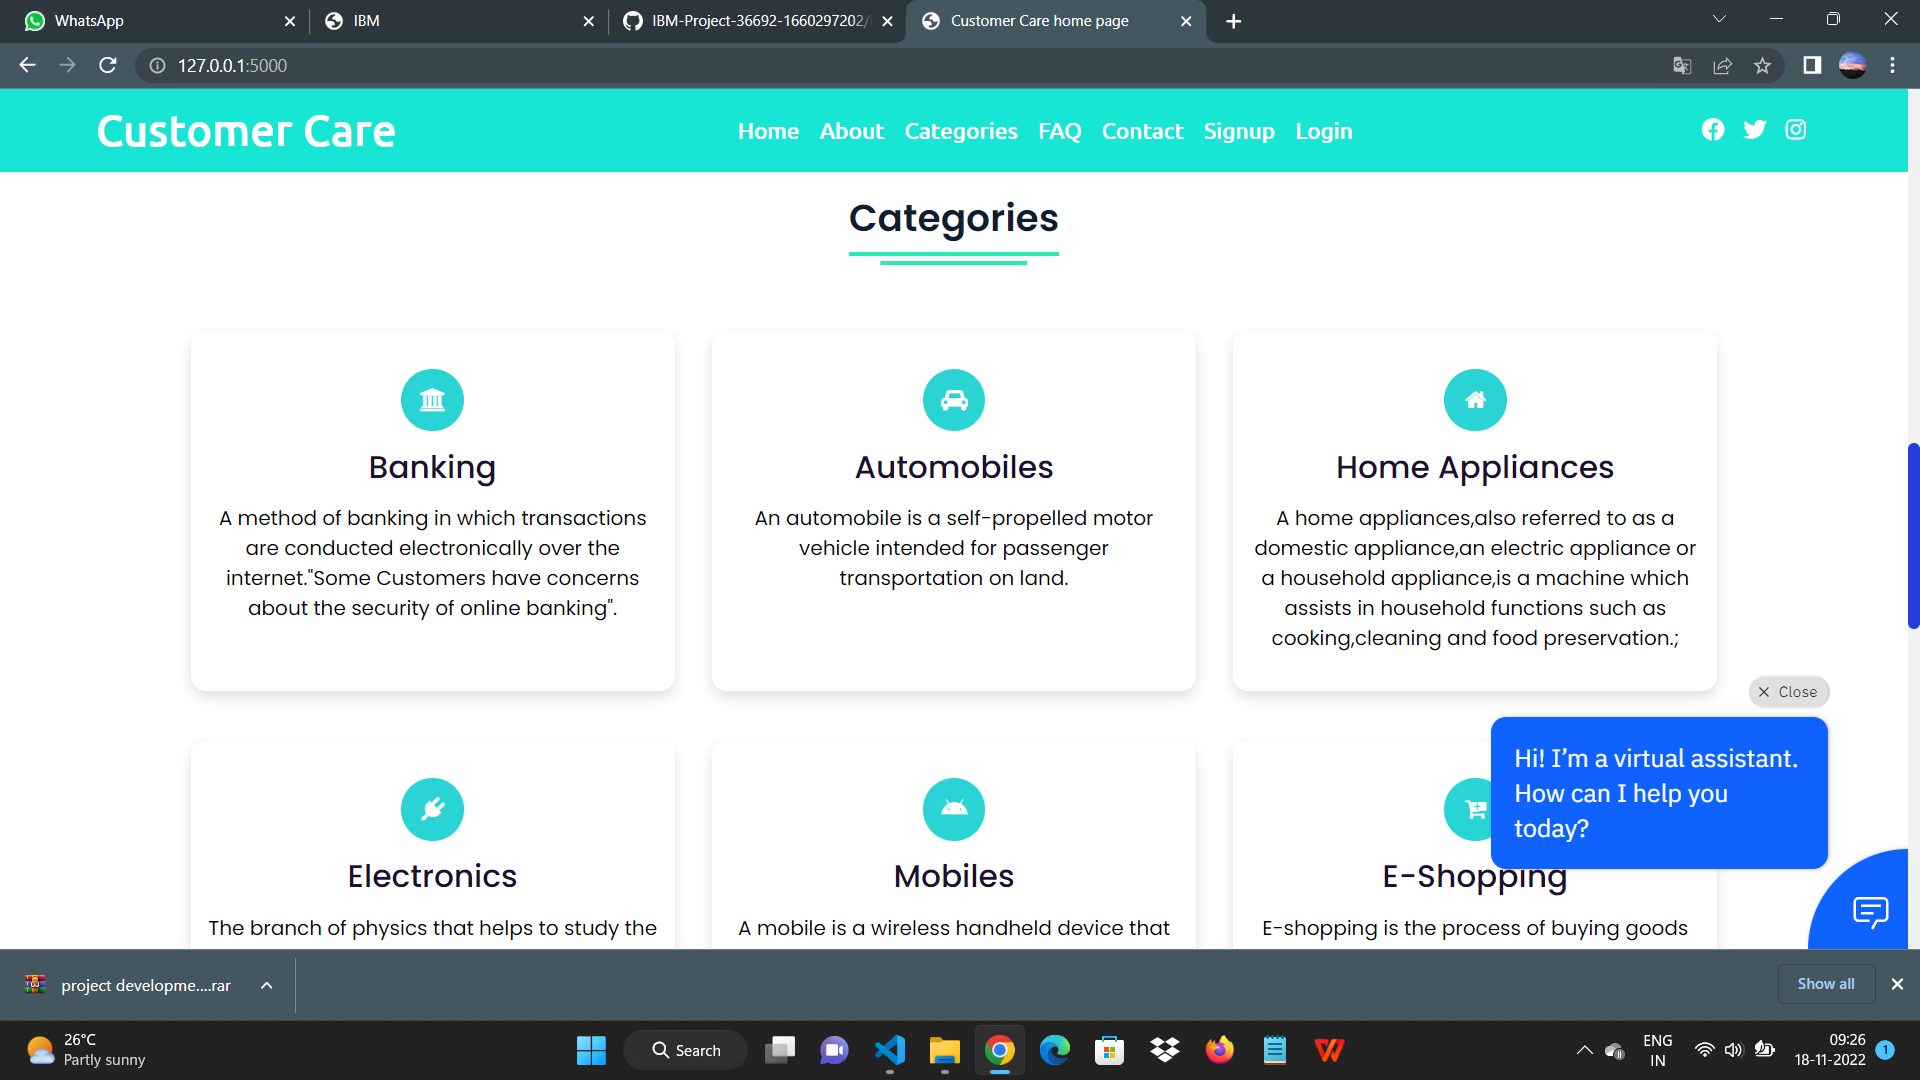 WhatsApp
IBM
IBM-Project-36692-1660297202/
Customer Care home page
127.0.0.1:5000
Customer Care
Home About Categories FAQ Contact Signup Login
Categories
Banking
A method of banking in which transactions
are conducted electronically over the
internet."Some Customers have concerns
about the security of online banking".
Automobiles
An automobile is a self-propelled motor
vehicle intended for passenger
transportation on land.
Home Appliances
A home appliances,also referred to as a
domestic appliance,an electric appliance or
a household appliance,is a machine which
assists in household functions such as
cooking,cleaning and food preservation.;
Electronics
The branch of physics that helps to study the
Mobiles
A mobile is a wireless handheld device that
E-Shopping
E-shopping is the process of buying goods
Close
Hi! I’m a virtual assistant.
How can I help you
today?
project developme....rar
Show all
26°C
Partly sunny
Search
ENG
IN
09:26
18-11-2022
1